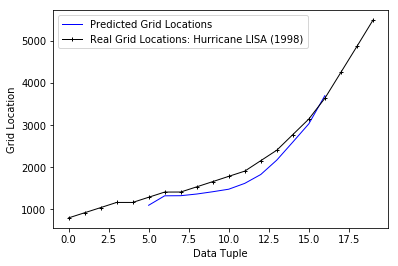 Predicted Grid Locations
Real Grid Locations: Hurricane LISA (1998)
5000
4000
3000
2000
1000
Grid Location
0.0 2.5 5.0 7.5 10.0 12.5 15.0 17.5
Data Tuple